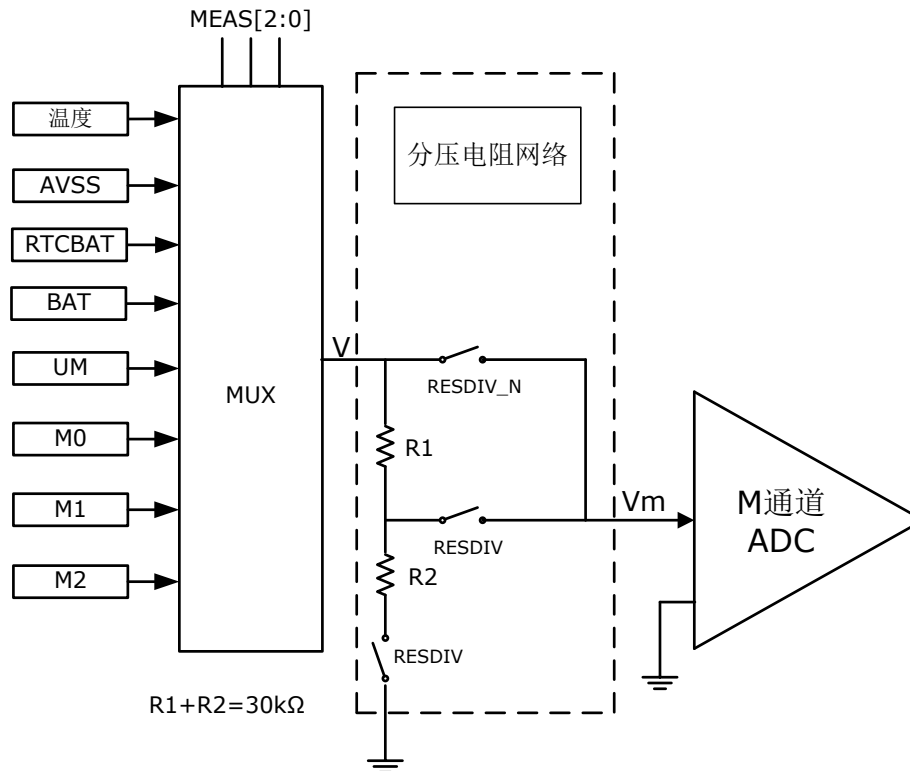 MEAS[2:0]
温度
AVSS
RTCBAT
BAT
UM
M0
M1
M2
MUX
分压电阻网络
V
RESDIV_N
R1
RESDIV
R2
RESDIV
Vm
M通道
ADC
R1+R2=30kΩ